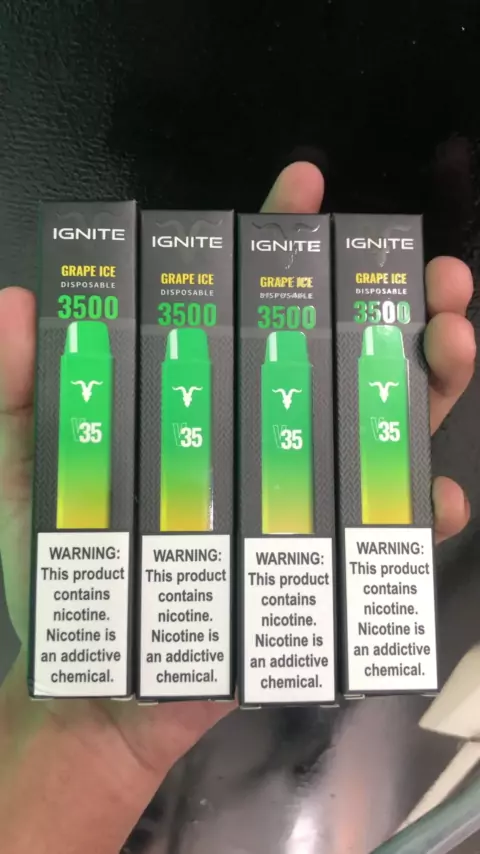 IGNITE
GRAPE ICE
DISPOSABLE
3500
V35
WARNING:
This product
contains
nicotine.
Nicotine is
an addictive
chemical.
IGNITE
GRAPE ICE
DISPOSABLE
3500
V35
WARNING:
This product
contains
nicotine.
Nicotine is
an addictive
chemical.
IGNITE
GRAPE ICE
DISPOSABLE
3500
V35
WARNING:
This product
contains
nicotine.
Nicotine is
an addictive
chemical.
IGNITE
GRAPE ICE
DISPOSABLE
3500
V35
WARNING:
This product
contains
nicotine.
Nicotine is
an addictive
chemical.